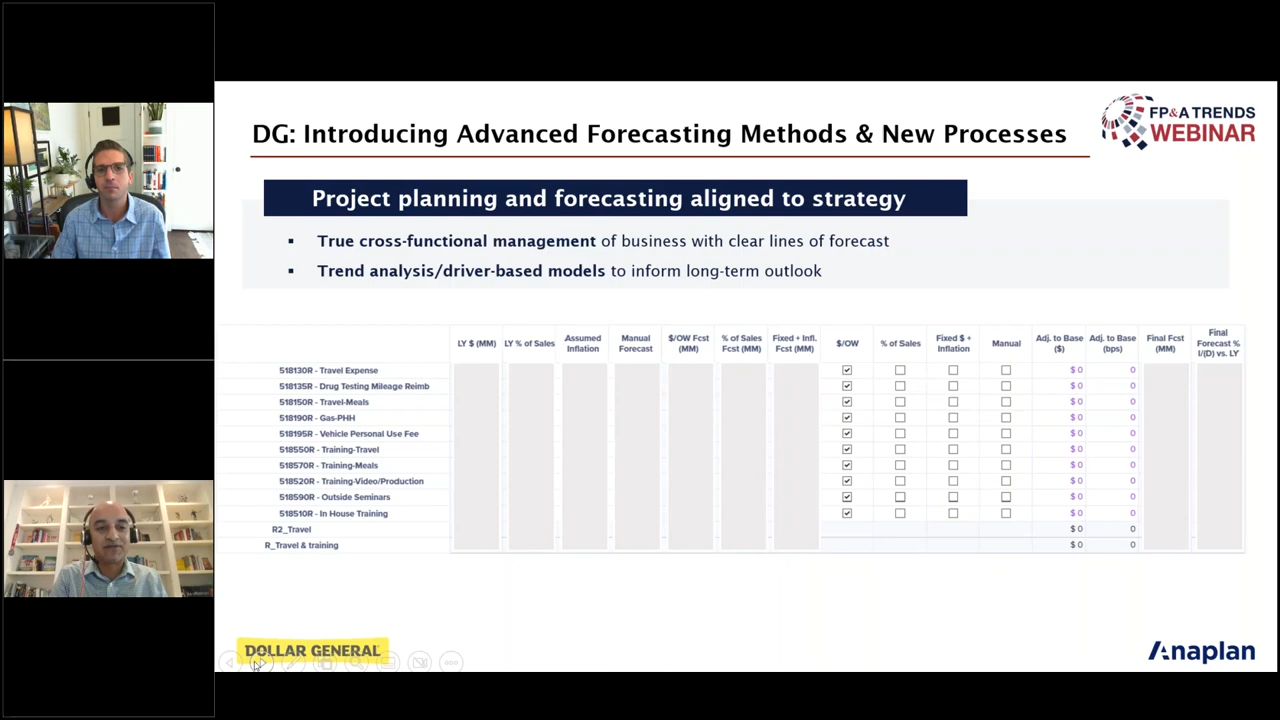 FP&A TRENDS
WEBINAR
DG: Introducing Advanced Forecasting Methods & New Processes
Project planning and forecasting aligned to strategy
▪ True cross-functional management of business with clear lines of forecast
▪ Trend analysis/driver-based models to inform long-term outlook
LY $ (MM) LY % of Sales Assumed Inflation Manual Forecast $/OW Fcst (MM) % of Sales Fcst (MM) Fixed + Infl. Fcst (MM) $/OW % of Sales Fixed $ + Inflation Manual Adj. to Base ($) Adj. to Base (bps) Final Fcst (MM) Final Forecast % I/(D) vs. LY
518130R - Travel Expense $ 0 0
518135R - Drug Testing Mileage Reimb $ 0 0
518150R - Travel-Meals $ 0 0
518190R - Gas-PHH $ 0 0
518195R - Vehicle Personal Use Fee $ 0 0
518550R - Training-Travel $ 0 0
518570R - Training-Meals $ 0 0
518520R - Training-Video/Production $ 0 0
518590R - Outside Seminars $ 0 0
518510R - In House Training $ 0 0
R2_Travel $ 0 0
R_Travel & training $ 0 0
DOLLAR GENERAL
Anaplan